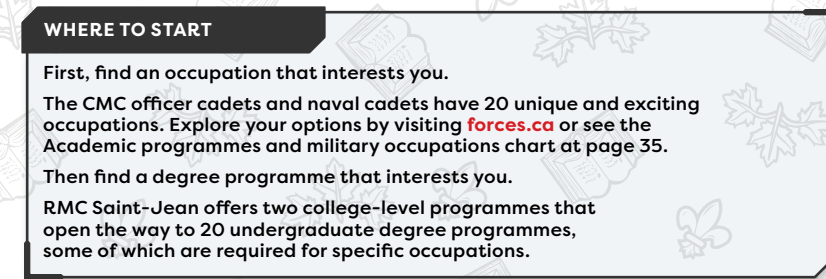 WHERE TO START
First, find an occupation that interests you.
The CMC officer cadets and naval cadets have 20 unique and exciting
occupations. Explore your options by visiting forces.ca or see the
Academic programmes and military occupations chart at page 35.
Then find a degree programme that interests you.
RMC Saint-Jean offers two college-level programmes that
open the way to 20 undergraduate degree programmes,
some of which are required for specific occupations.